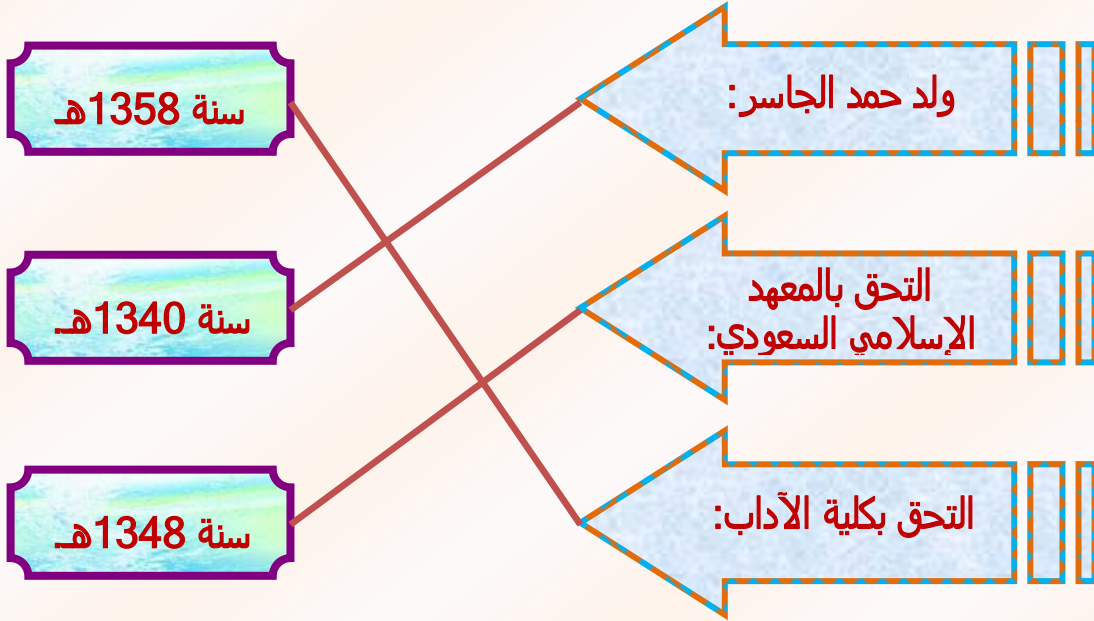 ولد حمد الجاسر:
سنة 1358هـ
التحق بالمعهد
الإسلامي السعودي:
سنة 1340هـ
التحق بكلية الآداب:
سنة 1348هـ